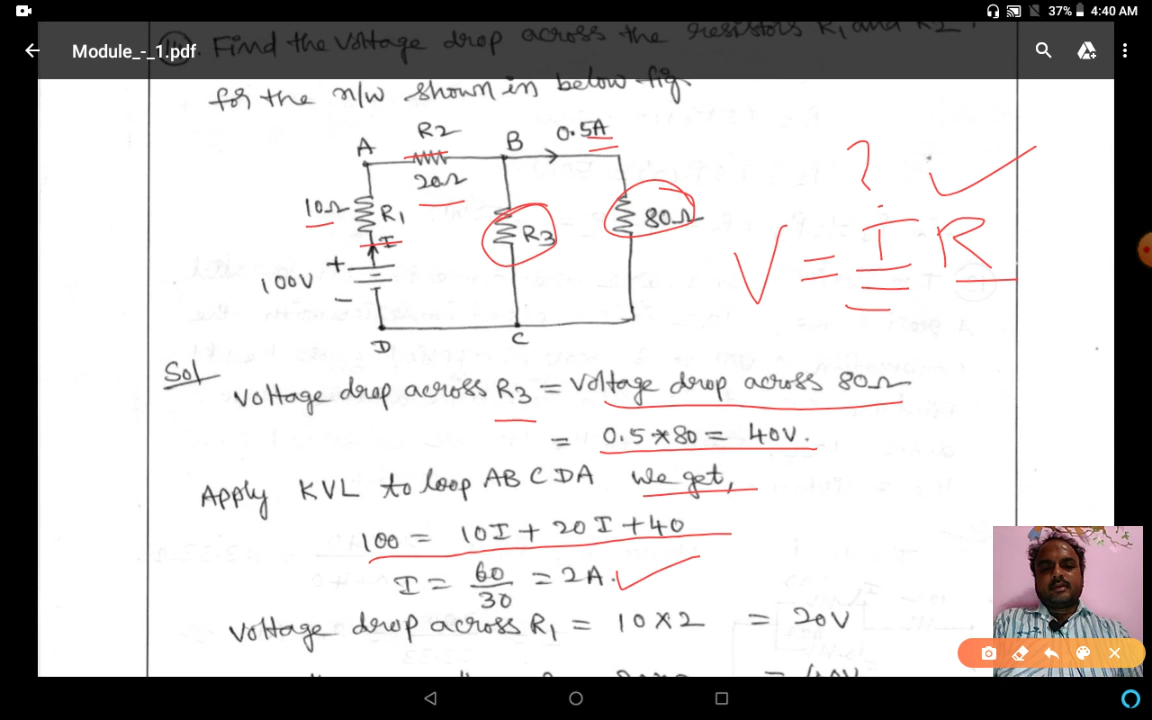 37% 4:40 AM
Module_-_1.pdf
. Find the voltage drop across the resistors R1 and R2
for the n/w shown in below fig.
A R2 B 0.5A
20Ω
10Ω R1 I R3 80Ω
+
100V
−
D C
? 
V = I R
Sol
Voltage drop across R3 = Voltage drop across 80Ω
= 0.5*80 = 40V.
Apply KVL to loop ABCDA we get,
100 = 10I + 20I + 40
I = 60/30 = 2A.
Voltage drop across R1 = 10×2 = 20V